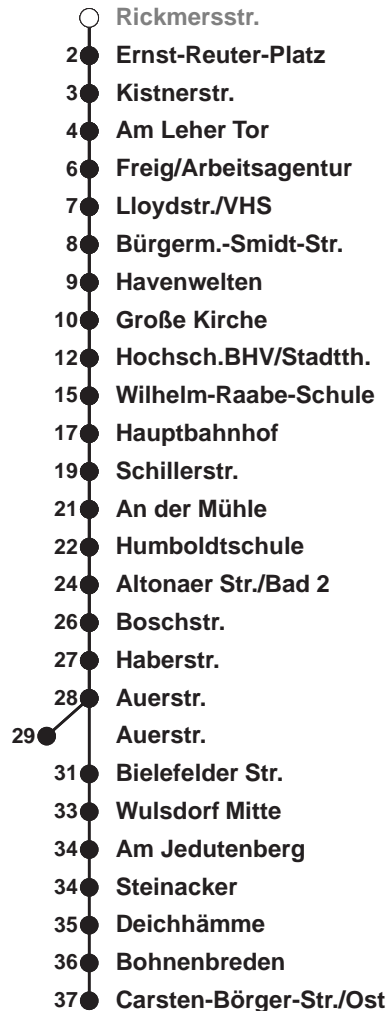 Rickmersstr.
2 Ernst-Reuter-Platz
3 Kistnerstr.
4 Am Leher Tor
6 Freig/Arbeitsagentur
7 Lloydstr./VHS
8 Bürgerm.-Smidt-Str.
9 Havenwelten
10 Große Kirche
12 Hochsch.BHV/Stadtth.
15 Wilhelm-Raabe-Schule
17 Hauptbahnhof
19 Schillerstr.
21 An der Mühle
22 Humboldtschule
24 Altonaer Str./Bad 2
26 Boschstr.
27 Haberstr.
28 Auerstr.
29 Auerstr.
31 Bielefelder Str.
33 Wulsdorf Mitte
34 Am Jedutenberg
34 Steinacker
35 Deichhämme
36 Bohnenbreden
37 Carsten-Börger-Str./Ost